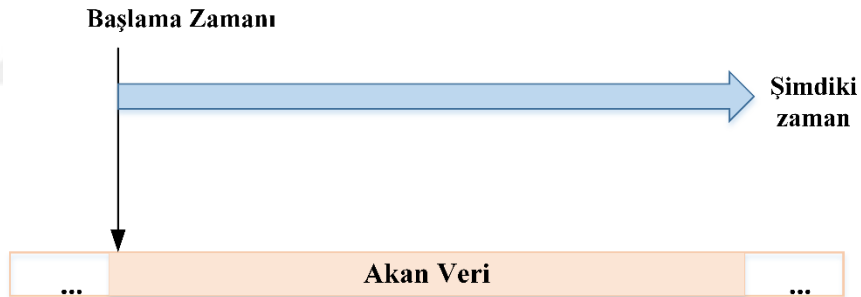 Başlama Zamanı
Şimdiki
zaman
... Akan Veri ...